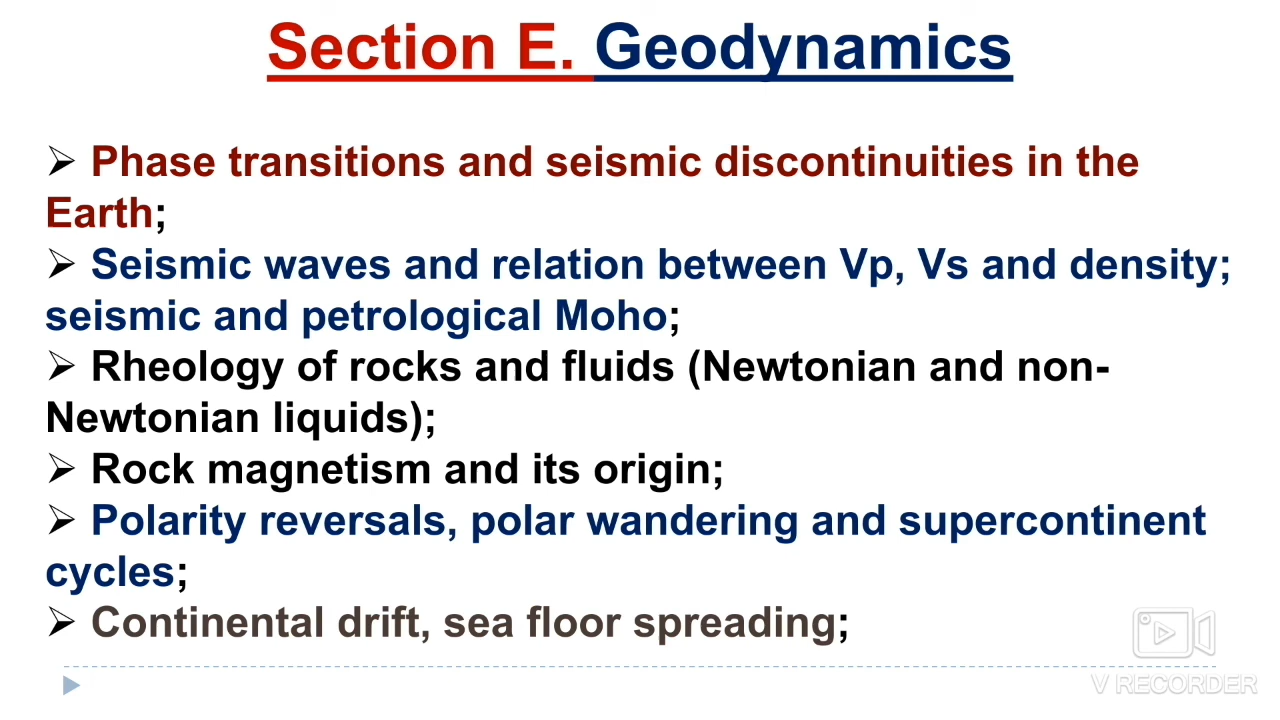 Section E. Geodynamics
➢ Phase transitions and seismic discontinuities in the
Earth;
➢ Seismic waves and relation between Vp, Vs and density;
seismic and petrological Moho;
➢ Rheology of rocks and fluids (Newtonian and non-
Newtonian liquids);
➢ Rock magnetism and its origin;
➢ Polarity reversals, polar wandering and supercontinent
cycles;
➢ Continental drift, sea floor spreading;
V RECORDER